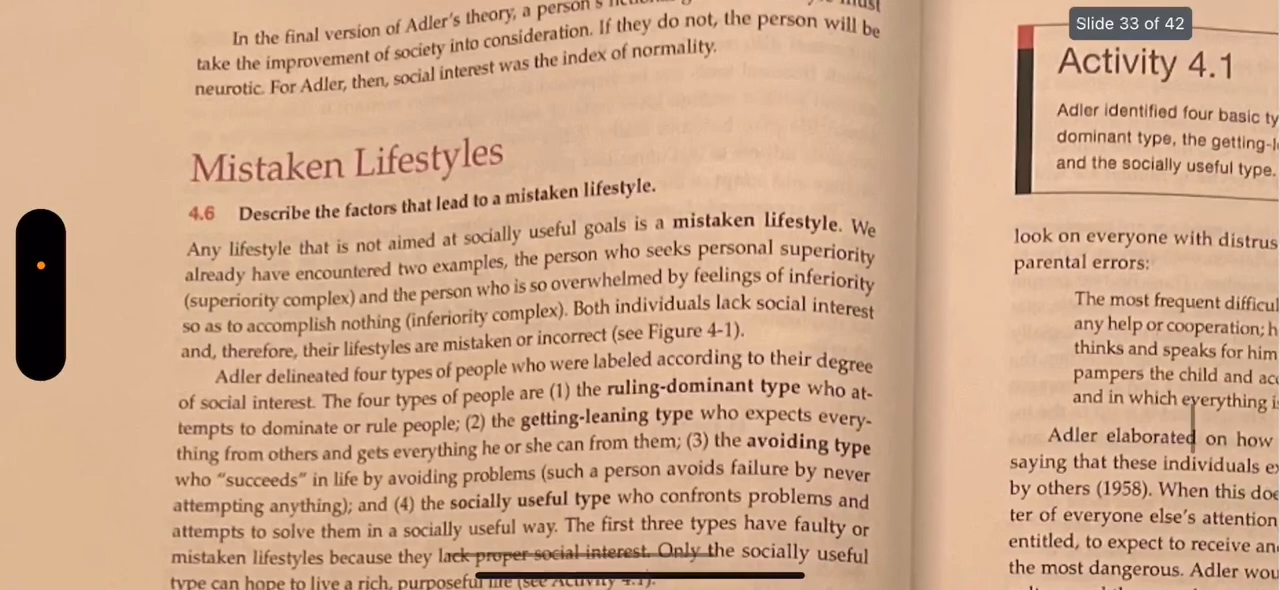 Slide 33 of 42
In the final version of Adler's theory, a person's
take the improvement of society into consideration. If they do not, the person will be
neurotic. For Adler, then, social interest was the index of normality.
Mistaken Lifestyles
4.6 Describe the factors that lead to a mistaken lifestyle.
Any lifestyle that is not aimed at socially useful goals is a mistaken lifestyle. We
already have encountered two examples, the person who seeks personal superiority
(superiority complex) and the person who is so overwhelmed by feelings of inferiority
so as to accomplish nothing (inferiority complex). Both individuals lack social interest
and, therefore, their lifestyles are mistaken or incorrect (see Figure 4-1).
Adler delineated four types of people who were labeled according to their degree
of social interest. The four types of people are (1) the ruling-dominant type who at-
tempts to dominate or rule people; (2) the getting-leaning type who expects every-
thing from others and gets everything he or she can from them; (3) the avoiding type
who "succeeds" in life by avoiding problems (such a person avoids failure by never
attempting anything); and (4) the socially useful type who confronts problems and
attempts to solve them in a socially useful way. The first three types have faulty or
mistaken lifestyles because they lack proper social interest. Only the socially useful
type can hope to live a rich, purposeful life (see Activity 4.1).
Activity 4.1
Adler identified four basic ty
dominant type, the getting-l
and the socially useful type.
look on everyone with distrus
parental errors:
The most frequent difficul
any help or cooperation; h
thinks and speaks for him
pampers the child and acc
and in which everything is
Adler elaborated on how
saying that these individuals ex
by others (1958). When this doe
ter of everyone else's attention
entitled, to expect to receive an
the most dangerous. Adler wou